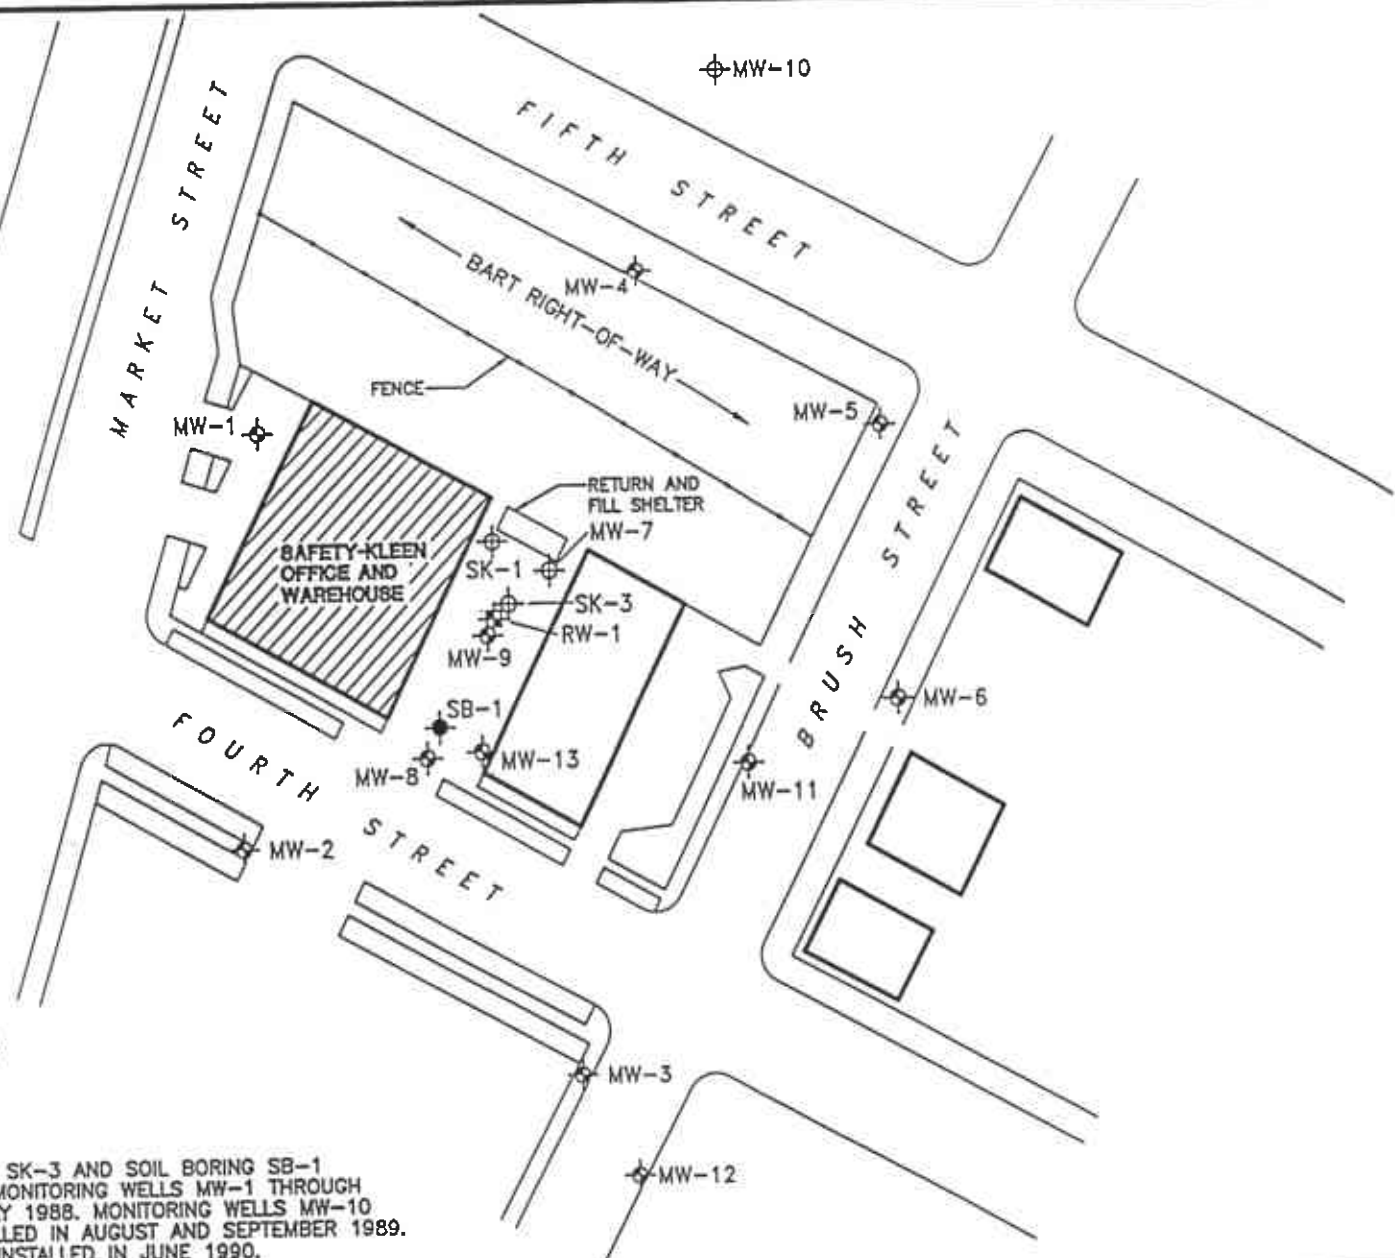 MW-10
FIFTH STREET
MARKET STREET
MW-4
BART RIGHT-OF-WAY
FENCE
MW-5
MW-1
RETURN AND
FILL SHELTER
MW-7
SAFETY-KLEEN
OFFICE AND
WAREHOUSE
SK-1
SK-3
RW-1
MW-9
BRUSH STREET
MW-6
SB-1
MW-13
MW-8
MW-11
FOURTH STREET
MW-2
MW-3
MW-12
SK-3 AND SOIL BORING SB-1
MONITORING WELLS MW-1 THROUGH
1988. MONITORING WELLS MW-10
IN AUGUST AND SEPTEMBER 1989.
INSTALLED IN JUNE 1990.